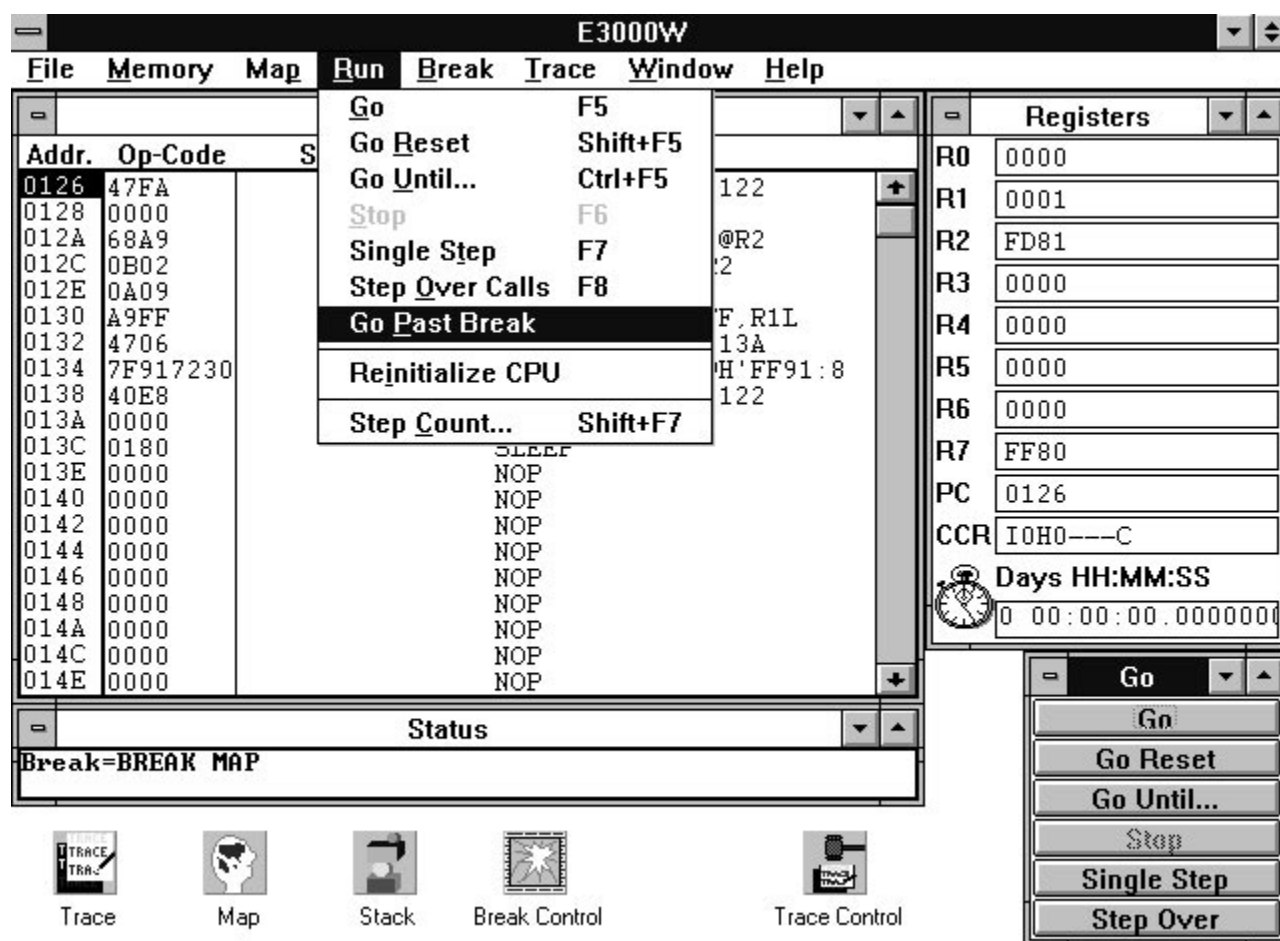 E3000W
File Memory Map Run Break Trace Window Help
Go F5
Go Reset Shift+F5
Go Until... Ctrl+F5
Stop F6
Single Step F7
Step Over Calls F8
Go Past Break
Reinitialize CPU
Step Count... Shift+F7
Addr. Op-Code S
0126 47FA 122
0128 0000
012A 68A9 @R2
012C 0B02 2
012E 0A09
0130 A9FF F,R1L
0132 4706 13A
0134 7F917230 H'FF91:8
0138 40E8 122
013A 0000
013C 0180 SLEEP
013E 0000 NOP
0140 0000 NOP
0142 0000 NOP
0144 0000 NOP
0146 0000 NOP
0148 0000 NOP
014A 0000 NOP
014C 0000 NOP
014E 0000 NOP
Registers
R0 0000
R1 0001
R2 FD81
R3 0000
R4 0000
R5 0000
R6 0000
R7 FF80
PC 0126
CCR I0H0---C
Days HH:MM:SS
0 00:00:00.000000
Status
Break=BREAK MAP
Go
Go
Go Reset
Go Until...
Stop
Single Step
Step Over
TRACE
TRACE
TRA
Trace
Map
Stack
Break Control
Trace Control